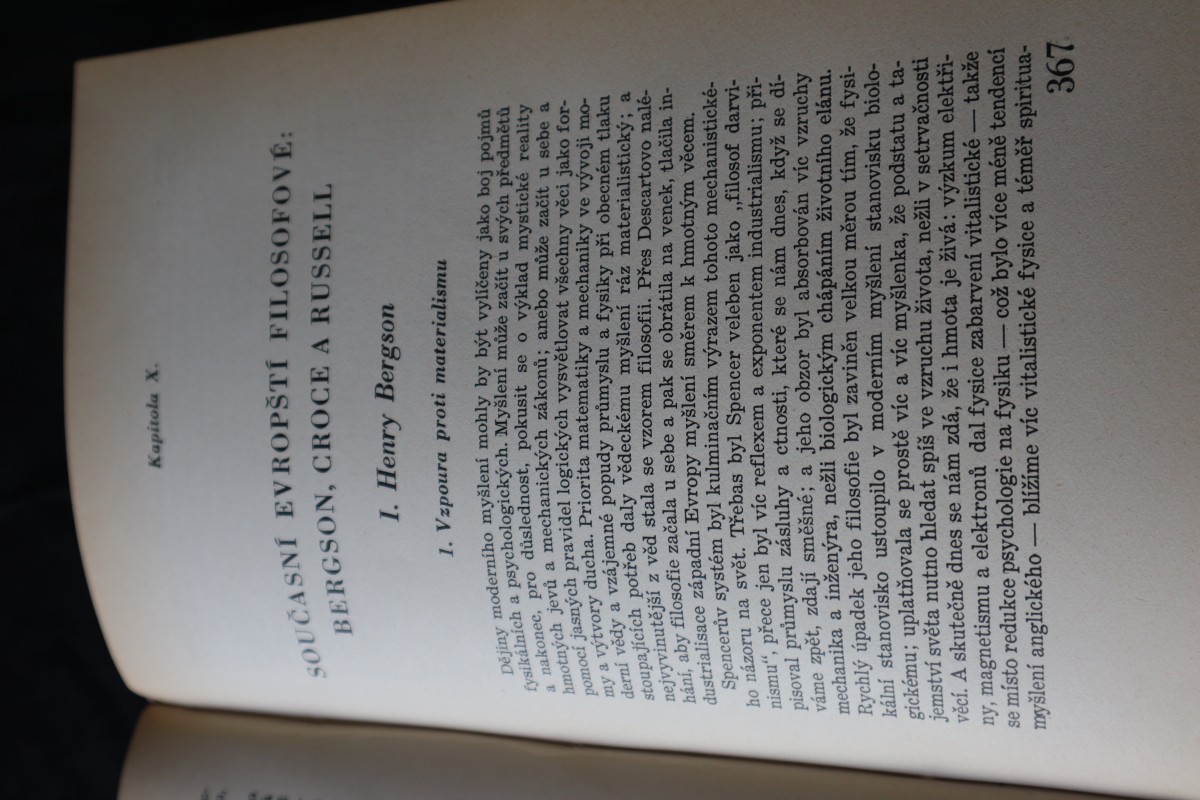 Kapitola X.
SOUČASNÍ EVROPŠTÍ FILOSOFOVÉ:
BERGSON, CROCE A RUSSELL
I. Henry Bergson
1. Vzpoura proti materialismu
Dějiny moderního myšlení mohly by být vylíčeny jako boj pojmů
fysikálních a psychologických. Myšlení může začít u svých předmětů
a nakonec, pro důslednost, pokusit se o výklad mystické reality
hmotných jevů a mechanických zákonů; anebo může začít u sebe a
pomocí jasných pravidel logických vysvětlovat všechny věci jako for-
my a výtvory ducha. Priorita matematiky a mechaniky ve vývoji mo-
derní vědy a vzájemné popudy průmyslu a fysiky při obecném tlaku
stoupajících potřeb daly vědeckému myšlení ráz materialistický; a
nejvyvinutější z věd stala se vzorem filosofii. Přes Descartovo nalé-
hání, aby filosofie začala u sebe a pak se obrátila na venek, tlačila in-
dustrialisace západní Evropy myšlení směrem k hmotným věcem.
Spencerův systém byl kulminačním výrazem tohoto mechanistické-
ho názoru na svět. Třebas byl Spencer veleben jako „filosof darvi-
nismu“, přece jen byl víc reflexem a exponentem industrialismu; při-
pisoval průmyslu zásluhy a ctnosti, které se nám dnes, když se dí-
váme zpět, zdají směšné; a jeho obzor byl absorbován víc vzruchy
mechanika a inženýra, nežli biologickým chápáním životního elánu.
Rychlý úpadek jeho filosofie byl zaviněn velkou měrou tím, že fysi-
kální stanovisko ustoupilo v moderním myšlení stanovisku biolo-
gickému; uplatňovala se prostě víc a víc myšlenka, že podstatu a ta-
jemství světa nutno hledat spíš ve vzruchu života, nežli v setrvačnosti
věcí. A skutečně dnes se nám zdá, že i hmota je živá: výzkum elektři-
ny, magnetismu a elektronů dal fysice zabarvení vitalistické — takže
se místo redukce psychologie na fysiku — což bylo více méně tendencí
myšlení anglického — blížíme víc vitalistické fysice a téměř spiritua-
367